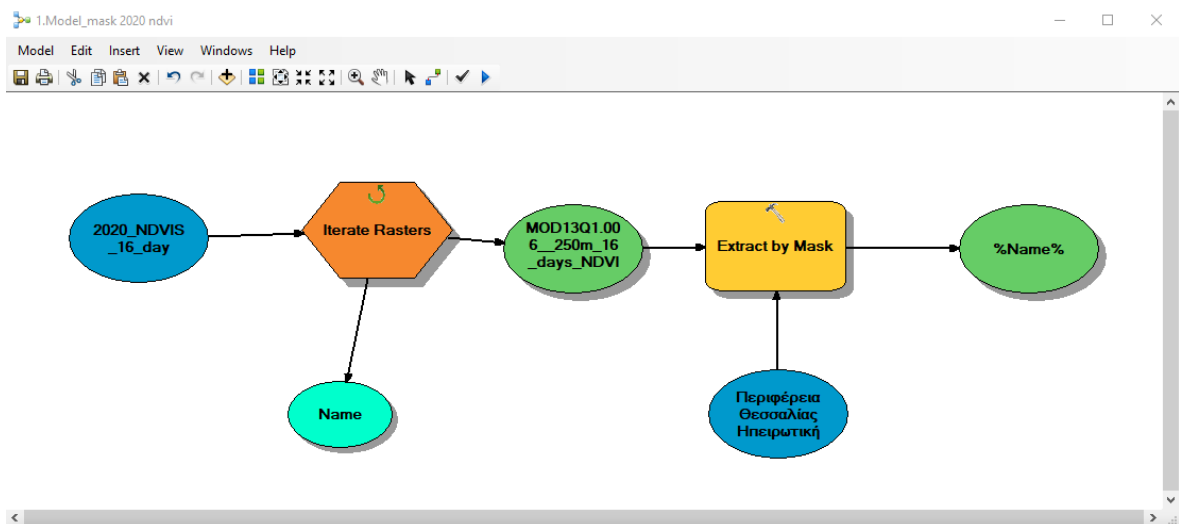 1.Model_mask 2020 ndvi
Model Edit Insert View Windows Help
2020_NDVIS
_16_day
Iterate Rasters
MOD13Q1.00
6__250m_16
_days_NDVI
Extract by Mask
%Name%
Name
Περιφέρεια
Θεσσαλίας
Ηπειρωτική